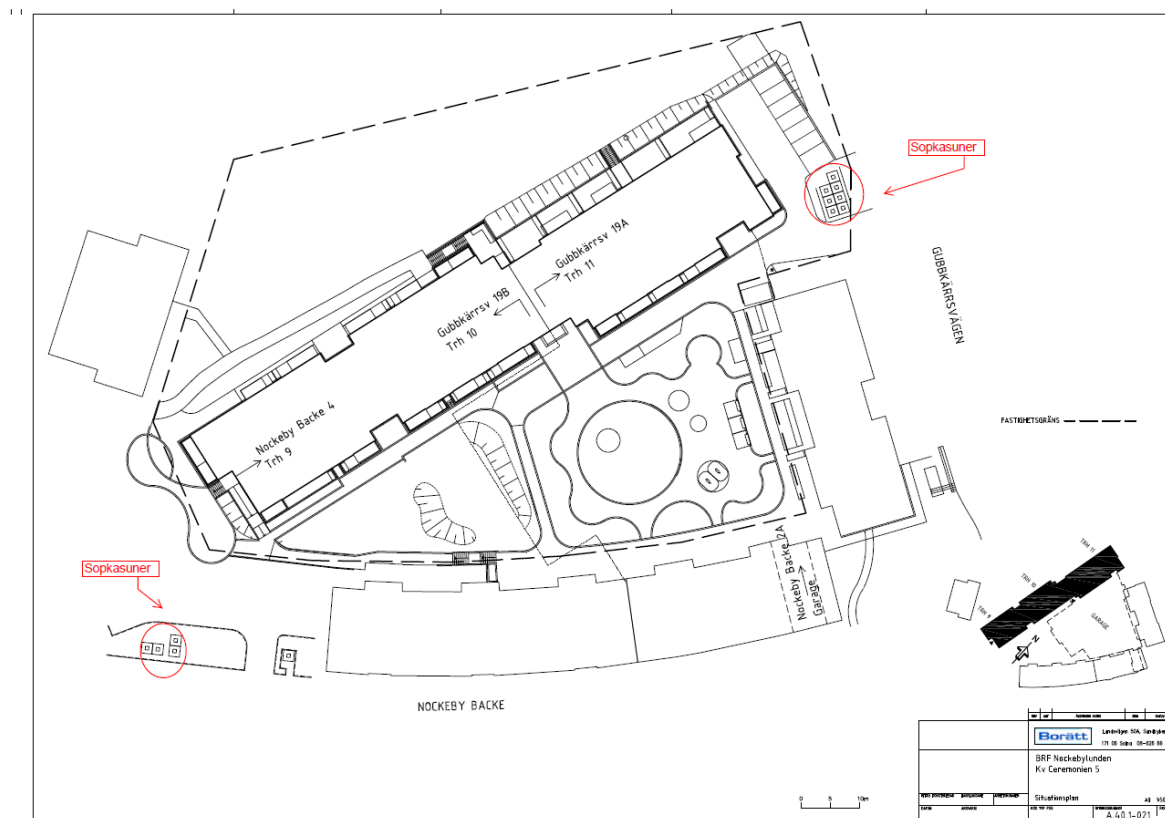 Sopkasuner
Gubbkärrsv 19A
Trh 11
Gubbkärrsv 19B
Trh 10
GUBBKÄRRSVÄGEN
Nockeby Backe 4
Trh 9
FASTIGHETSGRÄNS
Sopkasuner
Nockeby Backe 2A
Garage
TRH 11
TRH 10
TRH 9
GARAGE
N
NOCKEBY BACKE
Borätt
BRF Nockebylunden
Kv Ceremonien 5
Situationsplan
0 5 10m
A.40.1-021